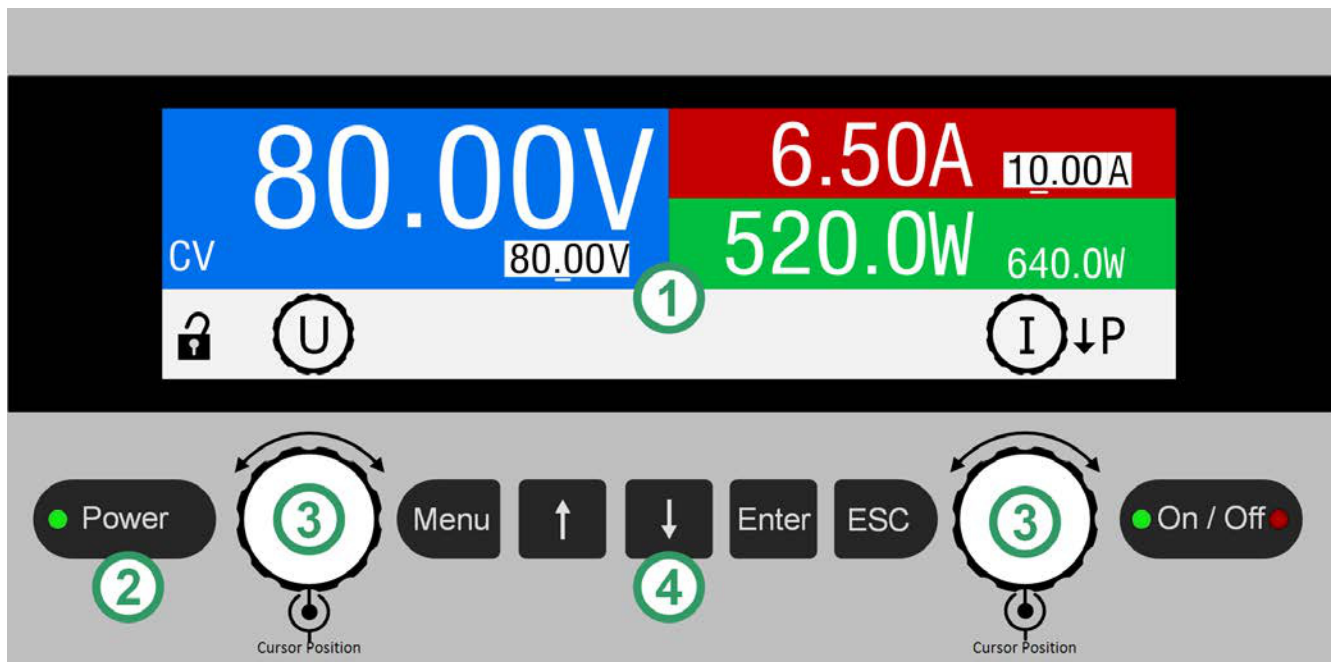 80.00V
6.50A 10.00A
CV 80.00V
520.0W 640.0W
1
U I ↓P
Power 3 Menu ↑ ↓ Enter ESC 3 On / Off
2 4
Cursor Position Cursor Position